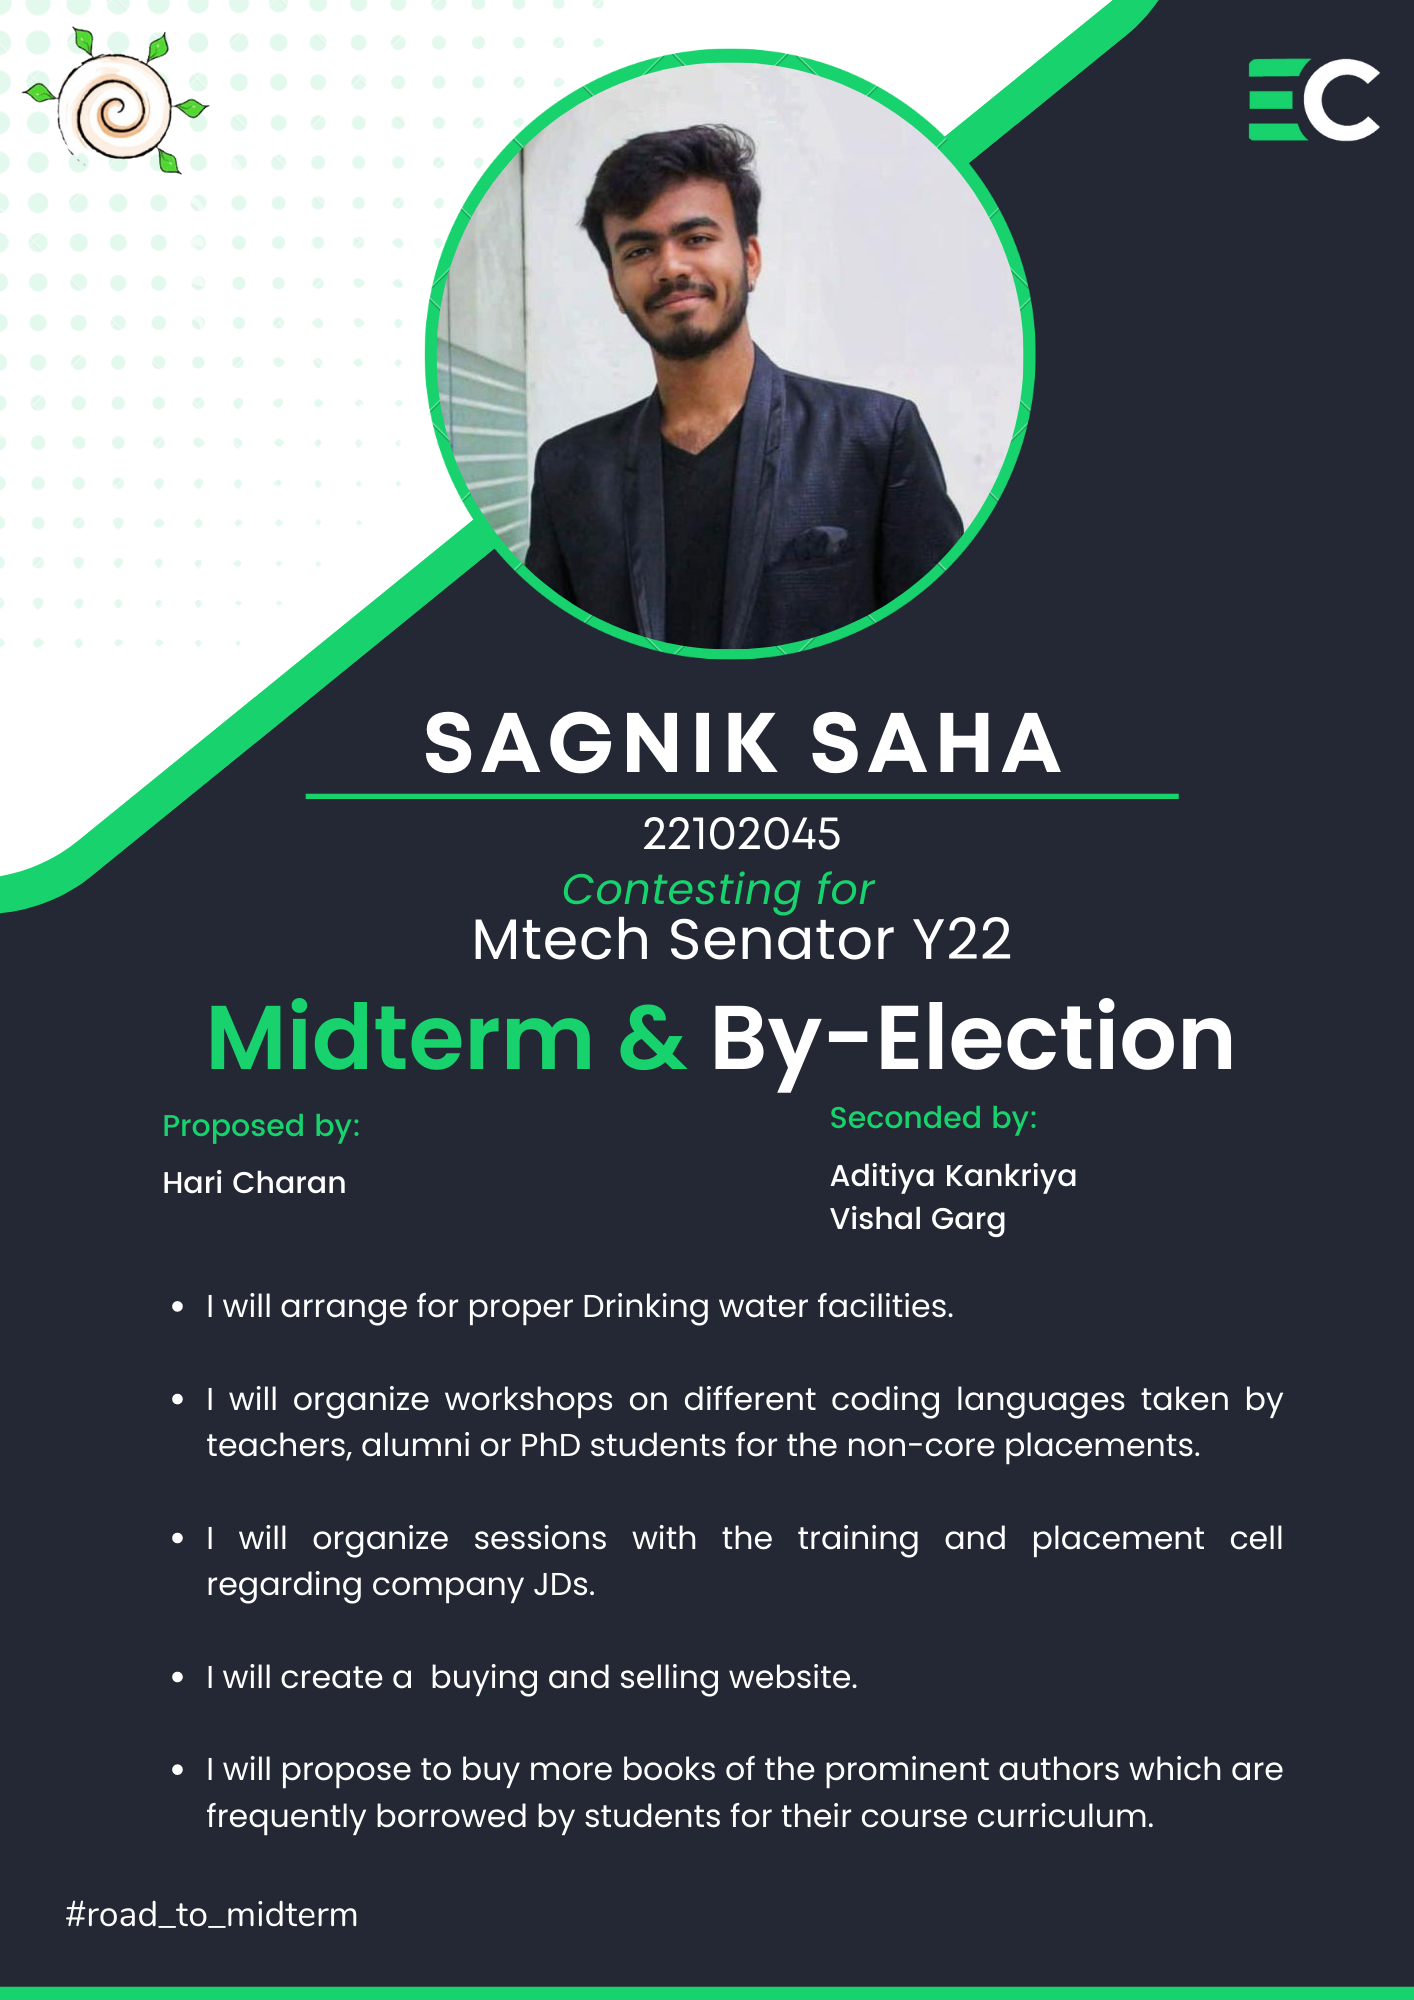 EC
SAGNIK SAHA
22102045
Contesting for
Mtech Senator Y22
Midterm & By-Election
Proposed by:
Hari Charan
Seconded by:
Aditiya Kankriya
Vishal Garg
• I will arrange for proper Drinking water facilities.
• I will organize workshops on different coding languages taken by
teachers, alumni or PhD students for the non-core placements.
• I will organize sessions with the training and placement cell
regarding company JDs.
• I will create a  buying and selling website.
• I will propose to buy more books of the prominent authors which are
frequently borrowed by students for their course curriculum.
#road_to_midterm